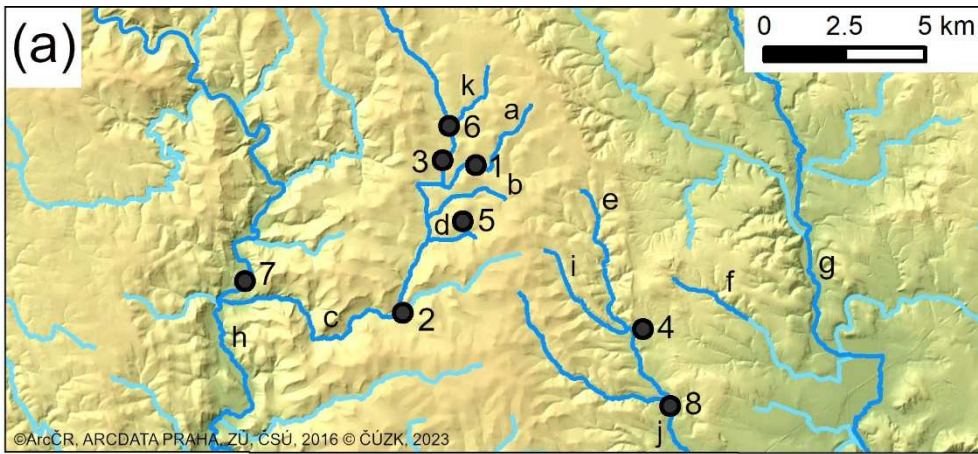 (a)
0 2.5 5 km
k
a
6
3 1
b
e
5
d
i
f
g
7
c
2
h
4
8
j
©ArcČR, ARCDATA PRAHA, ZÚ, ČSÚ, 2016 © ČÚZK, 2023